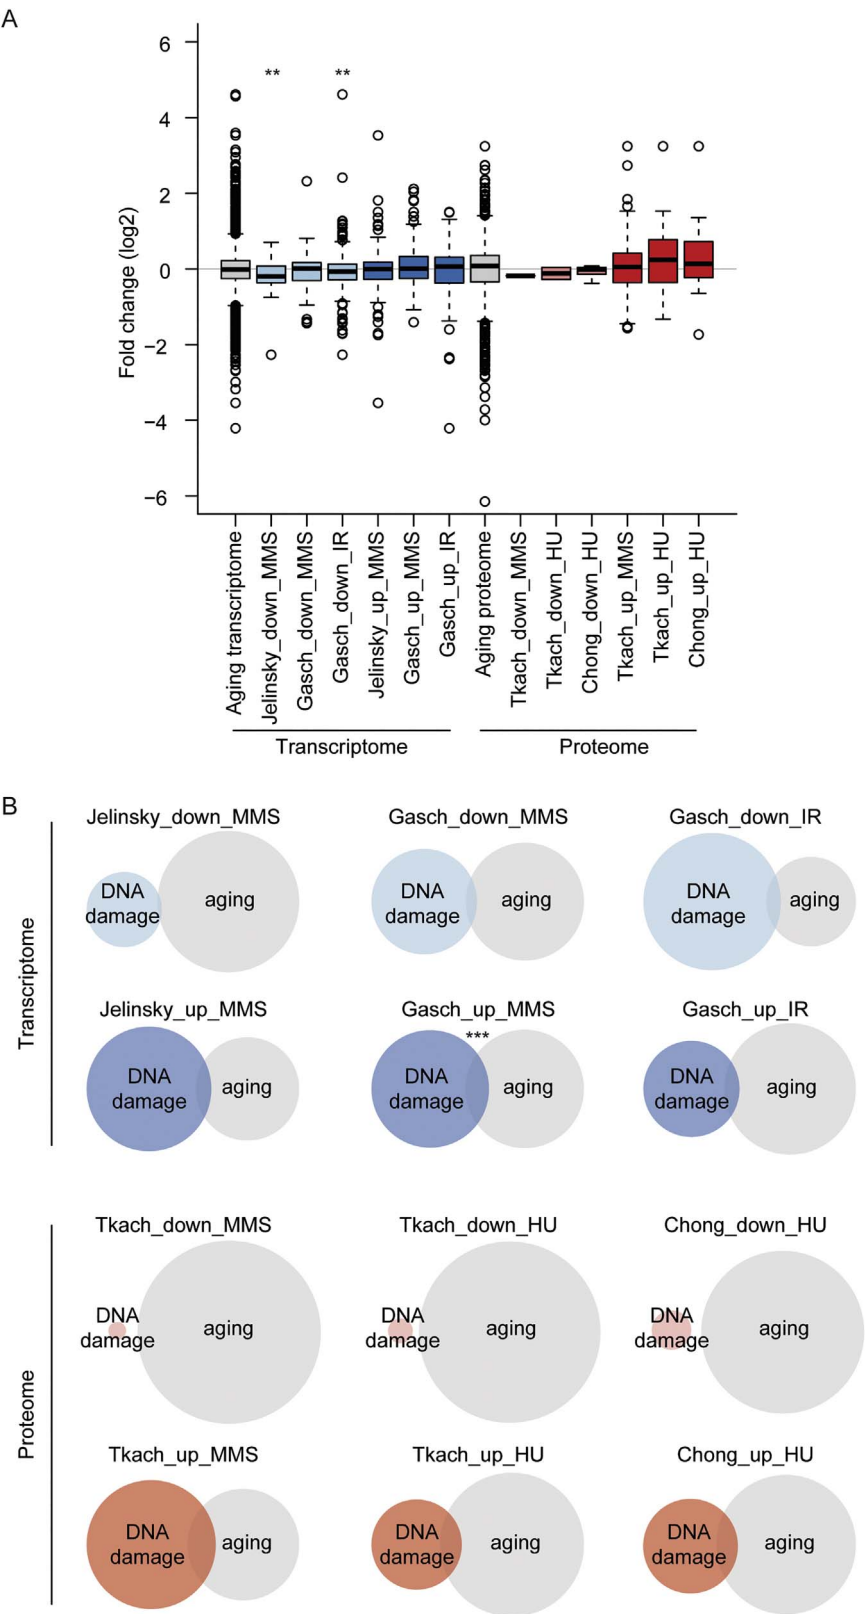 A
6
4
2
0
−2
−4
−6
Fold change (log2)
**
**
Aging transcriptome
Jelinsky_down_MMS
Gasch_down_MMS
Gasch_down_IR
Jelinsky_up_MMS
Gasch_up_MMS
Gasch_up_IR
Aging proteome
Tkach_down_MMS
Tkach_down_HU
Chong_down_HU
Tkach_up_MMS
Tkach_up_HU
Chong_up_HU
Transcriptome
Proteome
B
Transcriptome
Jelinsky_down_MMS
DNA
damage
aging
Gasch_down_MMS
DNA
damage
aging
Gasch_down_IR
DNA
damage
aging
Jelinsky_up_MMS
DNA
damage
aging
Gasch_up_MMS
***
DNA
damage
aging
Gasch_up_IR
DNA
damage
aging
Proteome
Tkach_down_MMS
DNA
damage
aging
Tkach_down_HU
DNA
damage
aging
Chong_down_HU
DNA
damage
aging
Tkach_up_MMS
DNA
damage
aging
Tkach_up_HU
DNA
damage
aging
Chong_up_HU
DNA
damage
aging